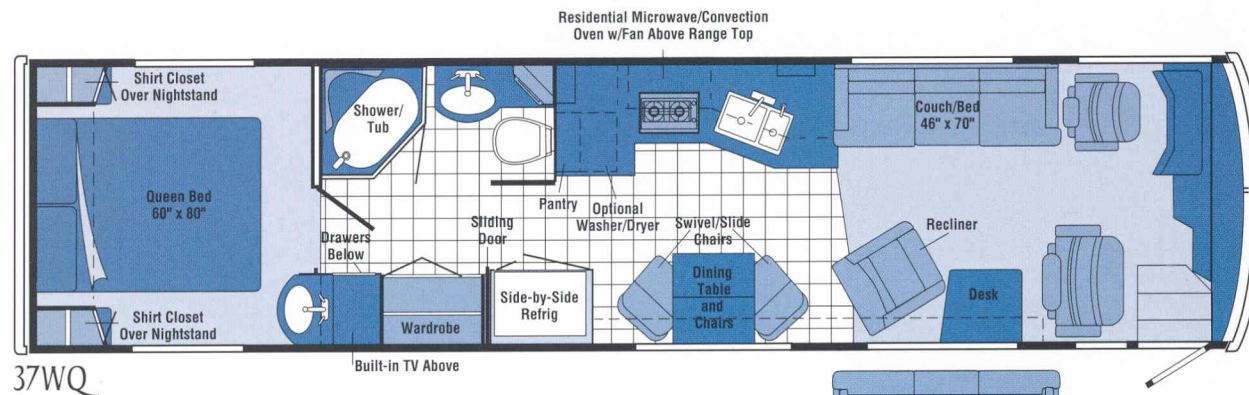 Residential Microwave/Convection
Oven w/Fan Above Range Top
Shirt Closet
Over Nightstand
Shower/
Tub
Couch/Bed
46" x 70"
Queen Bed
60" x 80"
Pantry
Optional
Washer/Dryer
Sliding
Door
Drawers
Below
Swivel/Slide
Chairs
Recliner
Dining
Table
and
Chairs
Desk
Side-by-Side
Refrig
Wardrobe
Shirt Closet
Over Nightstand
Built-in TV Above
37WQ